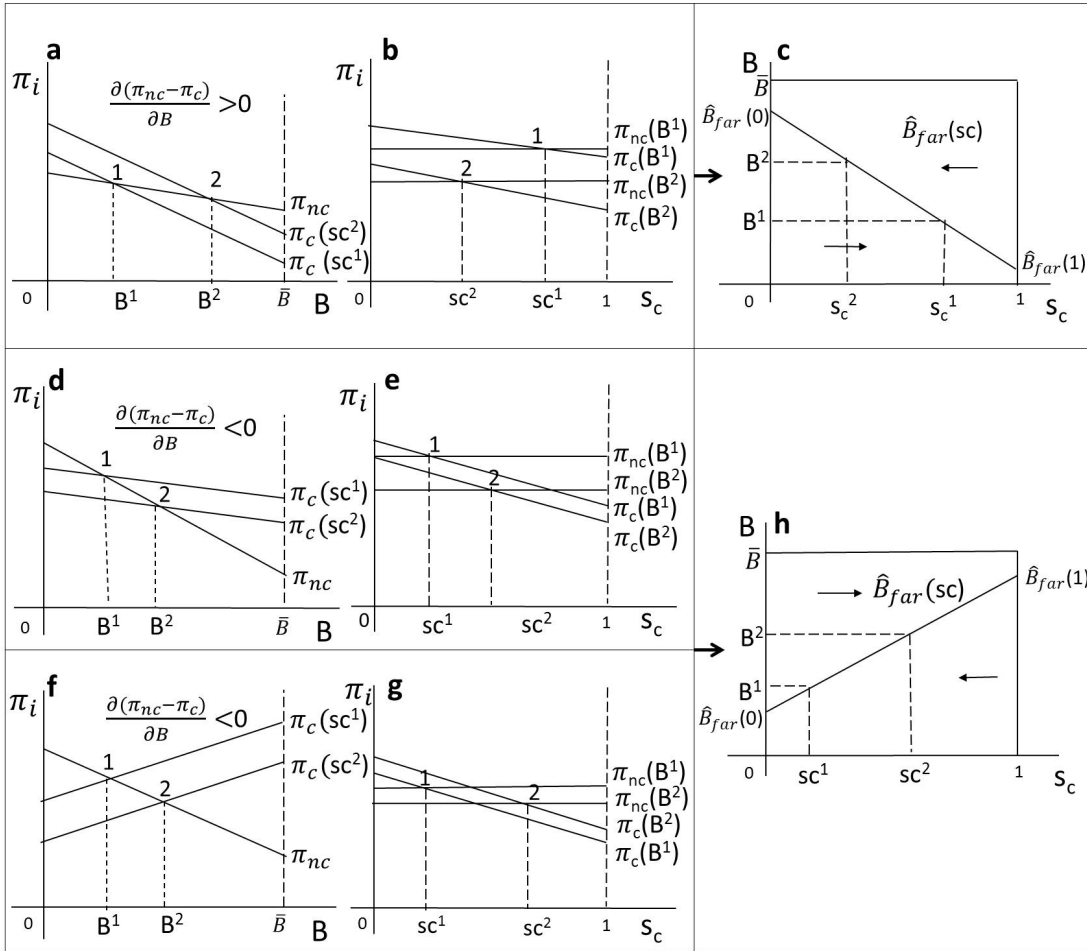 a
π_i
∂(π_nc−π_c)
∂B
>0
1
2
π_nc
π_c(sc²)
π_c (sc¹)
0
B¹
B²
B̄
B
b
1
2
π_nc(B¹)
π_c(B¹)
π_nc(B²)
π_c(B²)
0
sc²
sc¹
1
s_c
c
B
B̄
B̂_far(0)
B̂_far(sc)
B²
B¹
B̂_far(1)
0
s_c²
s_c¹
1
s_c
d
π_i
∂(π_nc−π_c)
∂B
<0
1
2
π_c(sc¹)
π_c(sc²)
π_nc
0
B¹
B²
B̄
B
e
π_i
1
2
π_nc(B¹)
π_nc(B²)
π_c(B¹)
π_c(B²)
0
sc¹
sc²
1
s_c
f
π_i
∂(π_nc−π_c)
∂B
<0
1
2
π_c(sc¹)
π_c(sc²)
π_nc
0
B¹
B²
B̄
B
g
π_i
1
2
π_nc(B¹)
π_nc(B²)
π_c(B²)
π_c(B¹)
0
sc¹
sc²
1
s_c
h
B
B̄
B̂_far(1)
B̂_far(sc)
B²
B¹
B̂_far(0)
0
sc¹
sc²
1
s_c